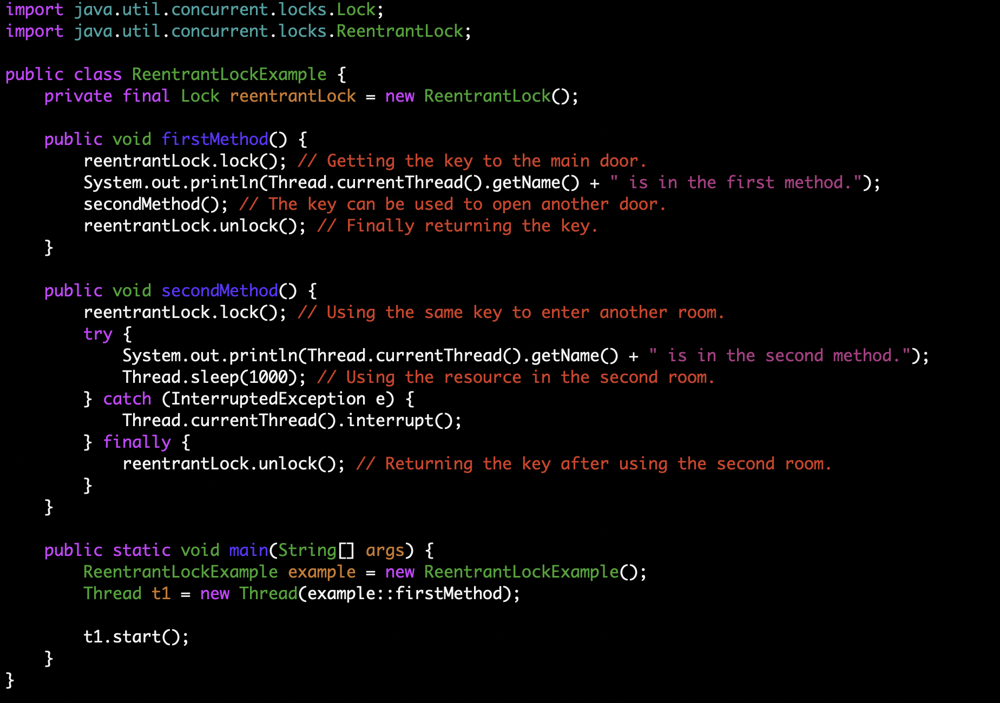 import java.util.concurrent.locks.Lock;
import java.util.concurrent.locks.ReentrantLock;

public class ReentrantLockExample {
    private final Lock reentrantLock = new ReentrantLock();

    public void firstMethod() {
        reentrantLock.lock(); // Getting the key to the main door.
        System.out.println(Thread.currentThread().getName() + " is in the first method.");
        secondMethod(); // The key can be used to open another door.
        reentrantLock.unlock(); // Finally returning the key.
    }

    public void secondMethod() {
        reentrantLock.lock(); // Using the same key to enter another room.
        try {
            System.out.println(Thread.currentThread().getName() + " is in the second method.");
            Thread.sleep(1000); // Using the resource in the second room.
        } catch (InterruptedException e) {
            Thread.currentThread().interrupt();
        } finally {
            reentrantLock.unlock(); // Returning the key after using the second room.
        }
    }

    public static void main(String[] args) {
        ReentrantLockExample example = new ReentrantLockExample();
        Thread t1 = new Thread(example::firstMethod);

        t1.start();
    }
}